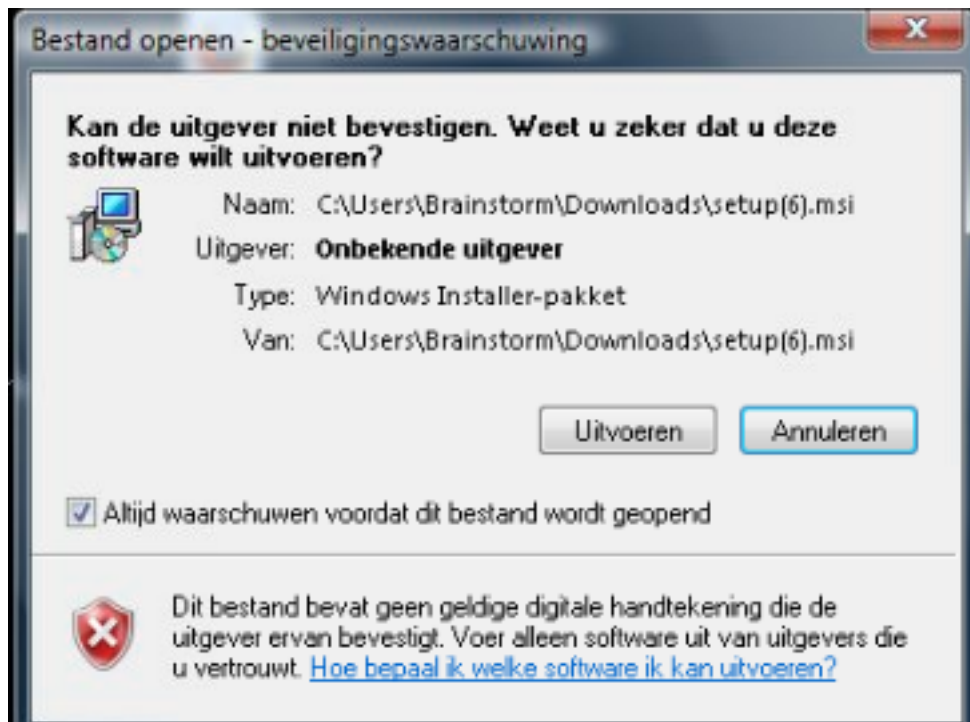 Bestand openen - beveiligingswaarschuwing
Kan de uitgever niet bevestigen. Weet u zeker dat u deze
software wilt uitvoeren?
Naam: C:\Users\Brainstorm\Downloads\setup(6).msi
Uitgever: Onbekende uitgever
Type: Windows Installer-pakket
Van: C:\Users\Brainstorm\Downloads\setup(6).msi
Uitvoeren Annuleren
Altijd waarschuwen voordat dit bestand wordt geopend
Dit bestand bevat geen geldige digitale handtekening die de
uitgever ervan bevestigt. Voer alleen software uit van uitgevers die
u vertrouwt. Hoe bepaal ik welke software ik kan uitvoeren?